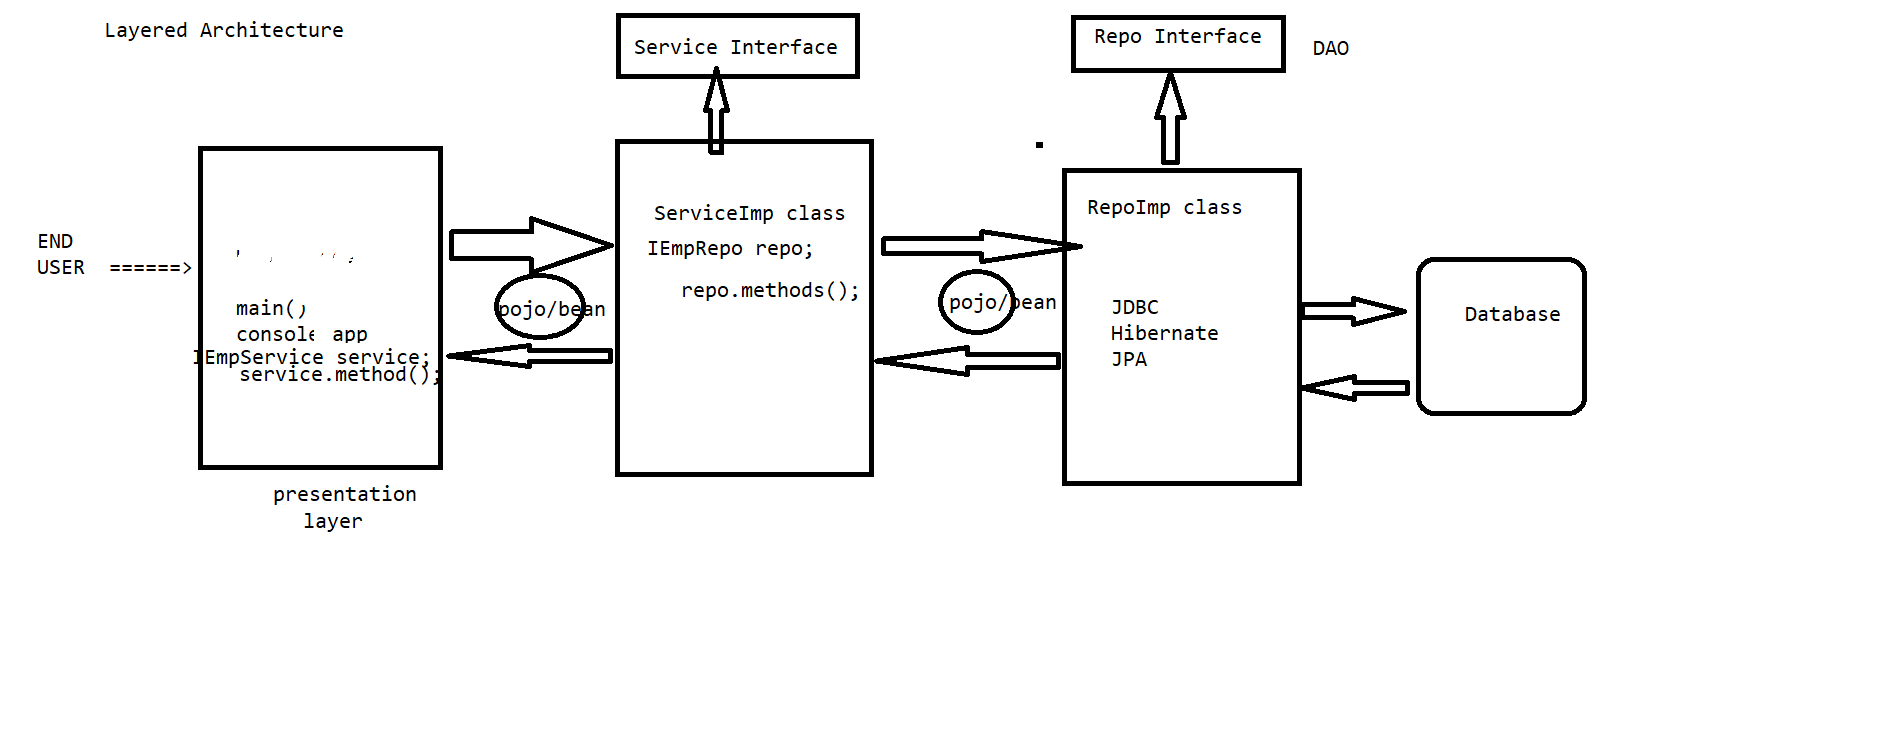 Layered Architecture
Service Interface
Repo Interface
DAO
END
USER ======>
main()
console app
IEmpService service;
service.method();
presentation
layer
pojo/bean
ServiceImp class
IEmpRepo repo;
repo.methods();
pojo/bean
RepoImp class
JDBC
Hibernate
JPA
Database